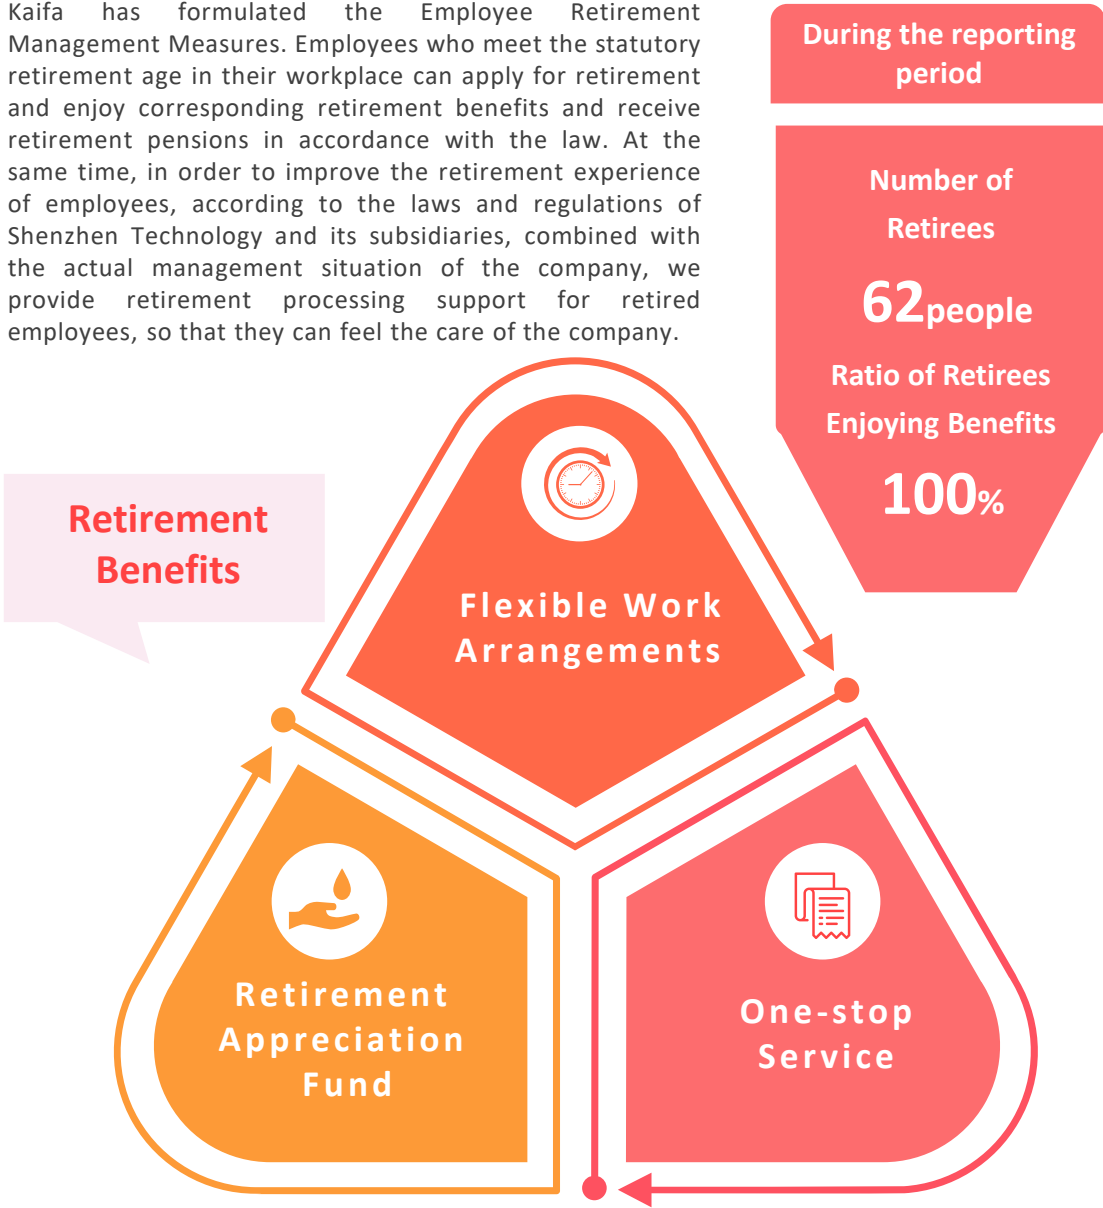 Kaifa has formulated the Employee Retirement
Management Measures. Employees who meet the statutory
retirement age in their workplace can apply for retirement
and enjoy corresponding retirement benefits and receive
retirement pensions in accordance with the law. At the
same time, in order to improve the retirement experience
of employees, according to the laws and regulations of
Shenzhen Technology and its subsidiaries, combined with
the actual management situation of the company, we
provide retirement processing support for retired
employees, so that they can feel the care of the company.
During the reporting
period
Number of
Retirees
62people
Ratio of Retirees
Enjoying Benefits
100%
Retirement
Benefits
Flexible Work
Arrangements
Retirement
Appreciation
Fund
One-stop
Service